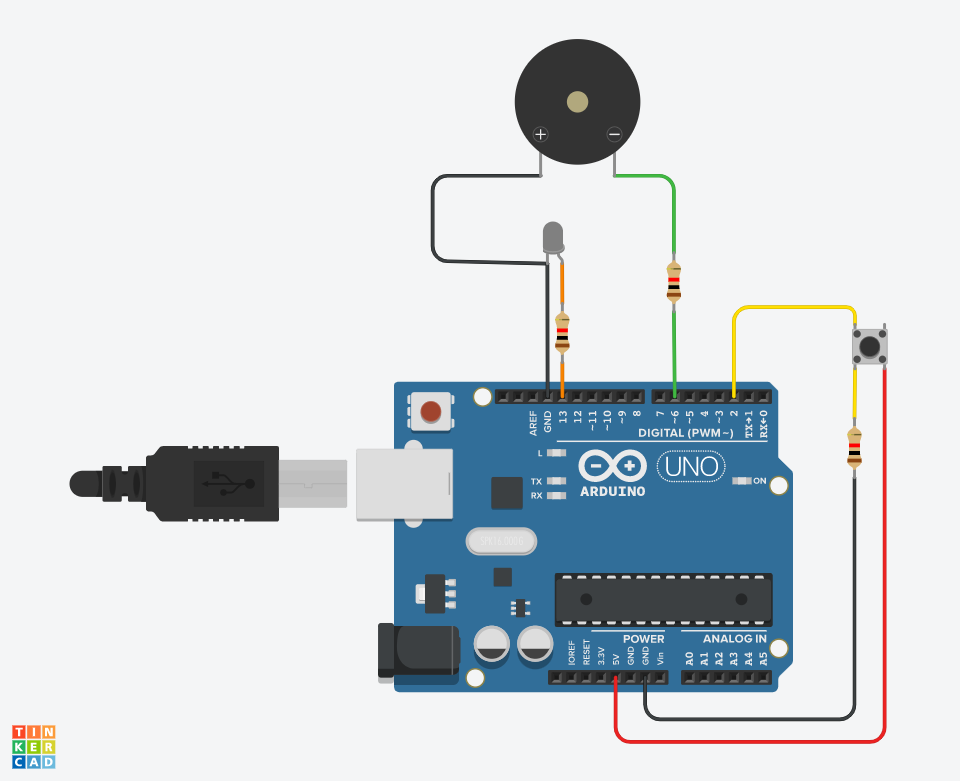 + −
AREF
GND
13
12
~11
~10
~9
8
7
~6
~5
4
~3
2
TX→1
RX←0
DIGITAL (PWM~)
L
TX
RX
ARDUINO
UNO
ON
POWER
ANALOG IN
IOREF
RESET
3.3V
5V
GND
GND
Vin
A0
A1
A2
A3
A4
A5
TIN
KER
CAD